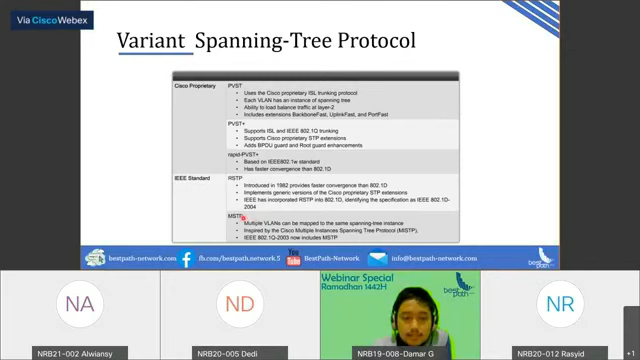 Via Cisco Webex
Variant Spanning-Tree Protocol
Cisco Proprietary
PVST
• Uses the Cisco proprietary ISL trunking protocol
• Each VLAN has an instance of spanning tree
• Ability to load balance traffic at layer-2
• Includes extensions BackboneFast, UplinkFast, and PortFast
PVST+
• Supports ISL and IEEE 802.1Q trunking
• Supports Cisco proprietary STP extensions
• Adds BPDU guard and Root guard enhancements
rapid-PVST+
• Based on IEEE802.1w standard
• Has faster convergence than 802.1D
IEEE Standard
RSTP
• Introduced in 1982 provides faster convergence than 802.1D
• Implements generic versions of the Cisco proprietary STP extensions
• IEEE has incorporated RSTP into 802.1D, identifying the specification as IEEE 802.1D-
2004
MSTP
• Multiple VLANs can be mapped to the same spanning-tree instance
• Inspired by the Cisco Multiple Instances Spanning Tree Protocol (MISTP),
• IEEE 802.1Q-2003 now includes MSTP
bestpath-network.com
fb.com/bestpath.network.5
You Tube
BestPath-Network
info@bestpath-network.com
best path
NA
NRB21-002 Alwiansy
ND
NRB20-005 Dedi
Webinar Special
Ramadhan 1442H
best path
NRB19-008-Damar G
NR
NRB20-012 Rasyid
+1